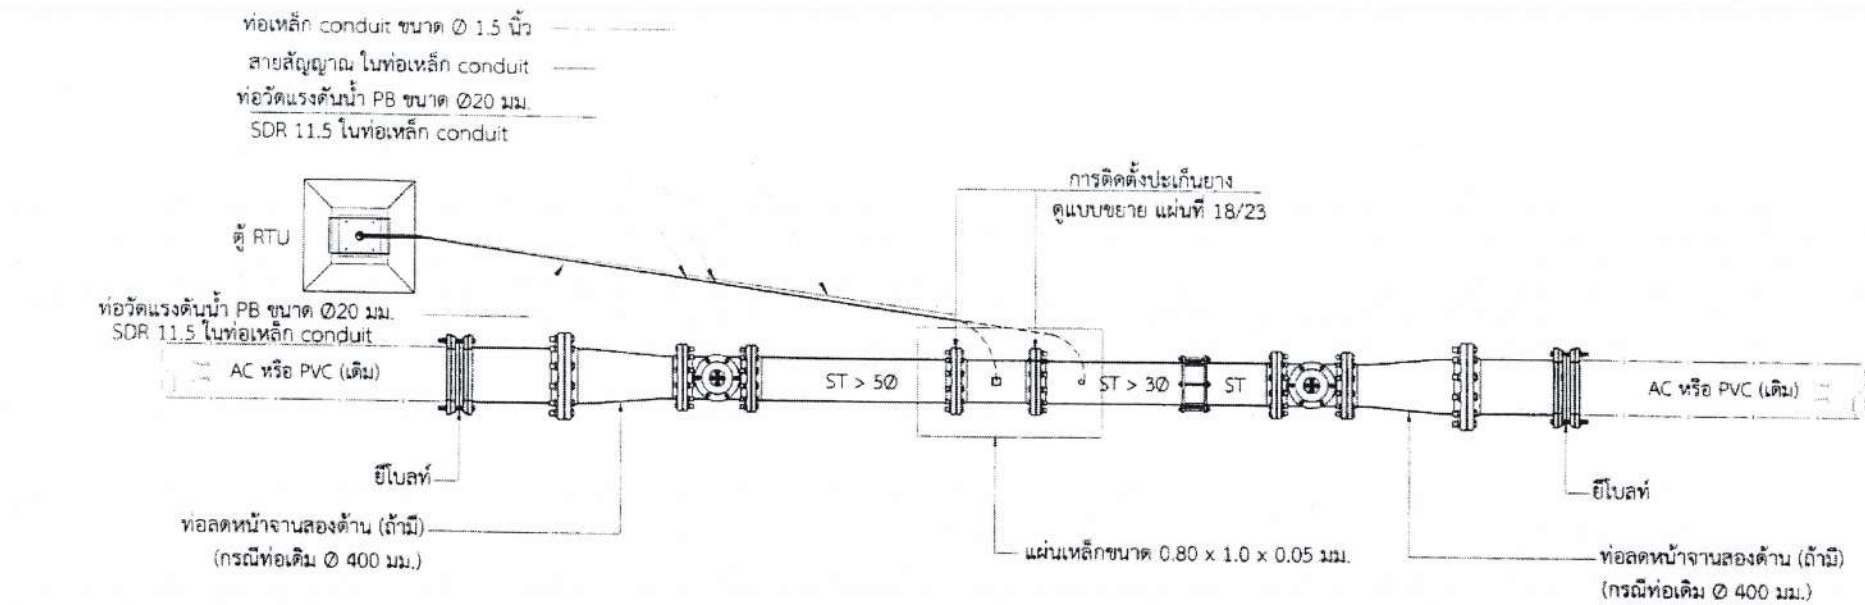 ท่อเหล็ก conduit ขนาด Ø 1.5 นิ้ว
สายสัญญาณ ในท่อเหล็ก conduit
ท่อวัดแรงดันน้ำ PB ขนาด Ø20 มม.
SDR 11.5 ในท่อเหล็ก conduit
การติดตั้งปะเก็นยาง
ดูแบบขยาย แผ่นที่ 18/23
ตู้ RTU
ท่อวัดแรงดันน้ำ PB ขนาด Ø20 มม.
SDR 11.5 ในท่อเหล็ก conduit
AC หรือ PVC (เดิม)
ST > 5Ø
ST > 3Ø
ST
AC หรือ PVC (เดิม)
ยีโบลท์
ยีโบลท์
ท่อลดหน้าจานสองด้าน (ถ้ามี)
(กรณีท่อเดิม Ø 400 มม.)
แผ่นเหล็กขนาด 0.80 x 1.0 x 0.05 มม.
ท่อลดหน้าจานสองด้าน (ถ้ามี)
(กรณีท่อเดิม Ø 400 มม.)